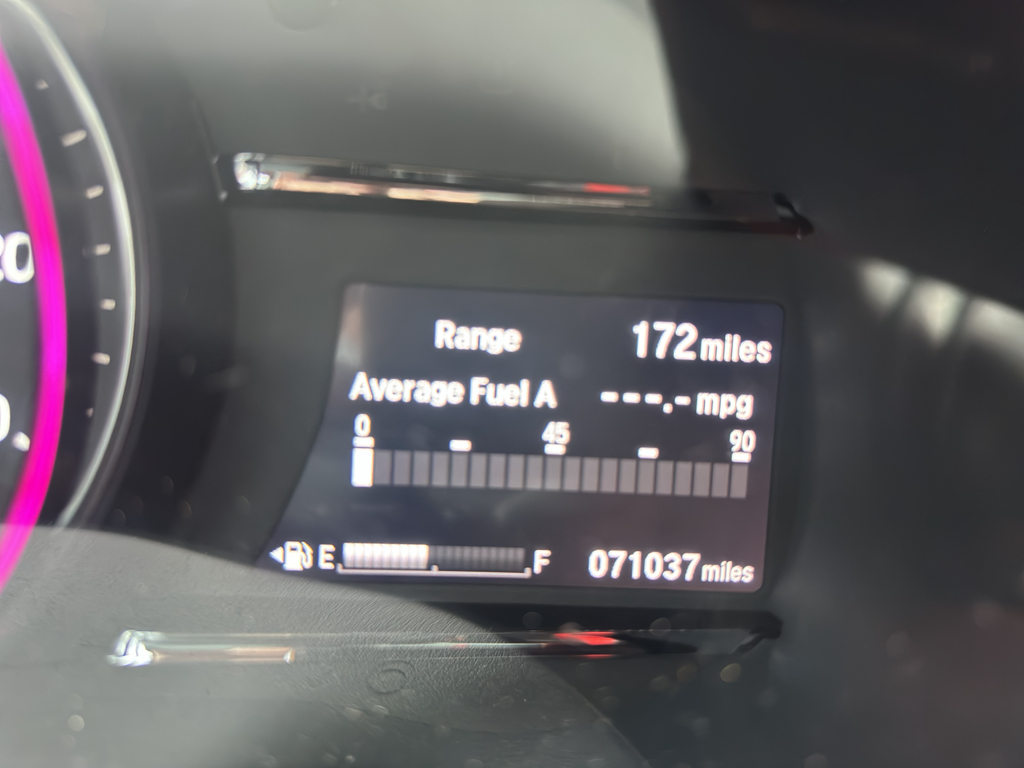 Range 172 miles
Average Fuel A ---.- mpg
0 45 90
E F 071037 miles